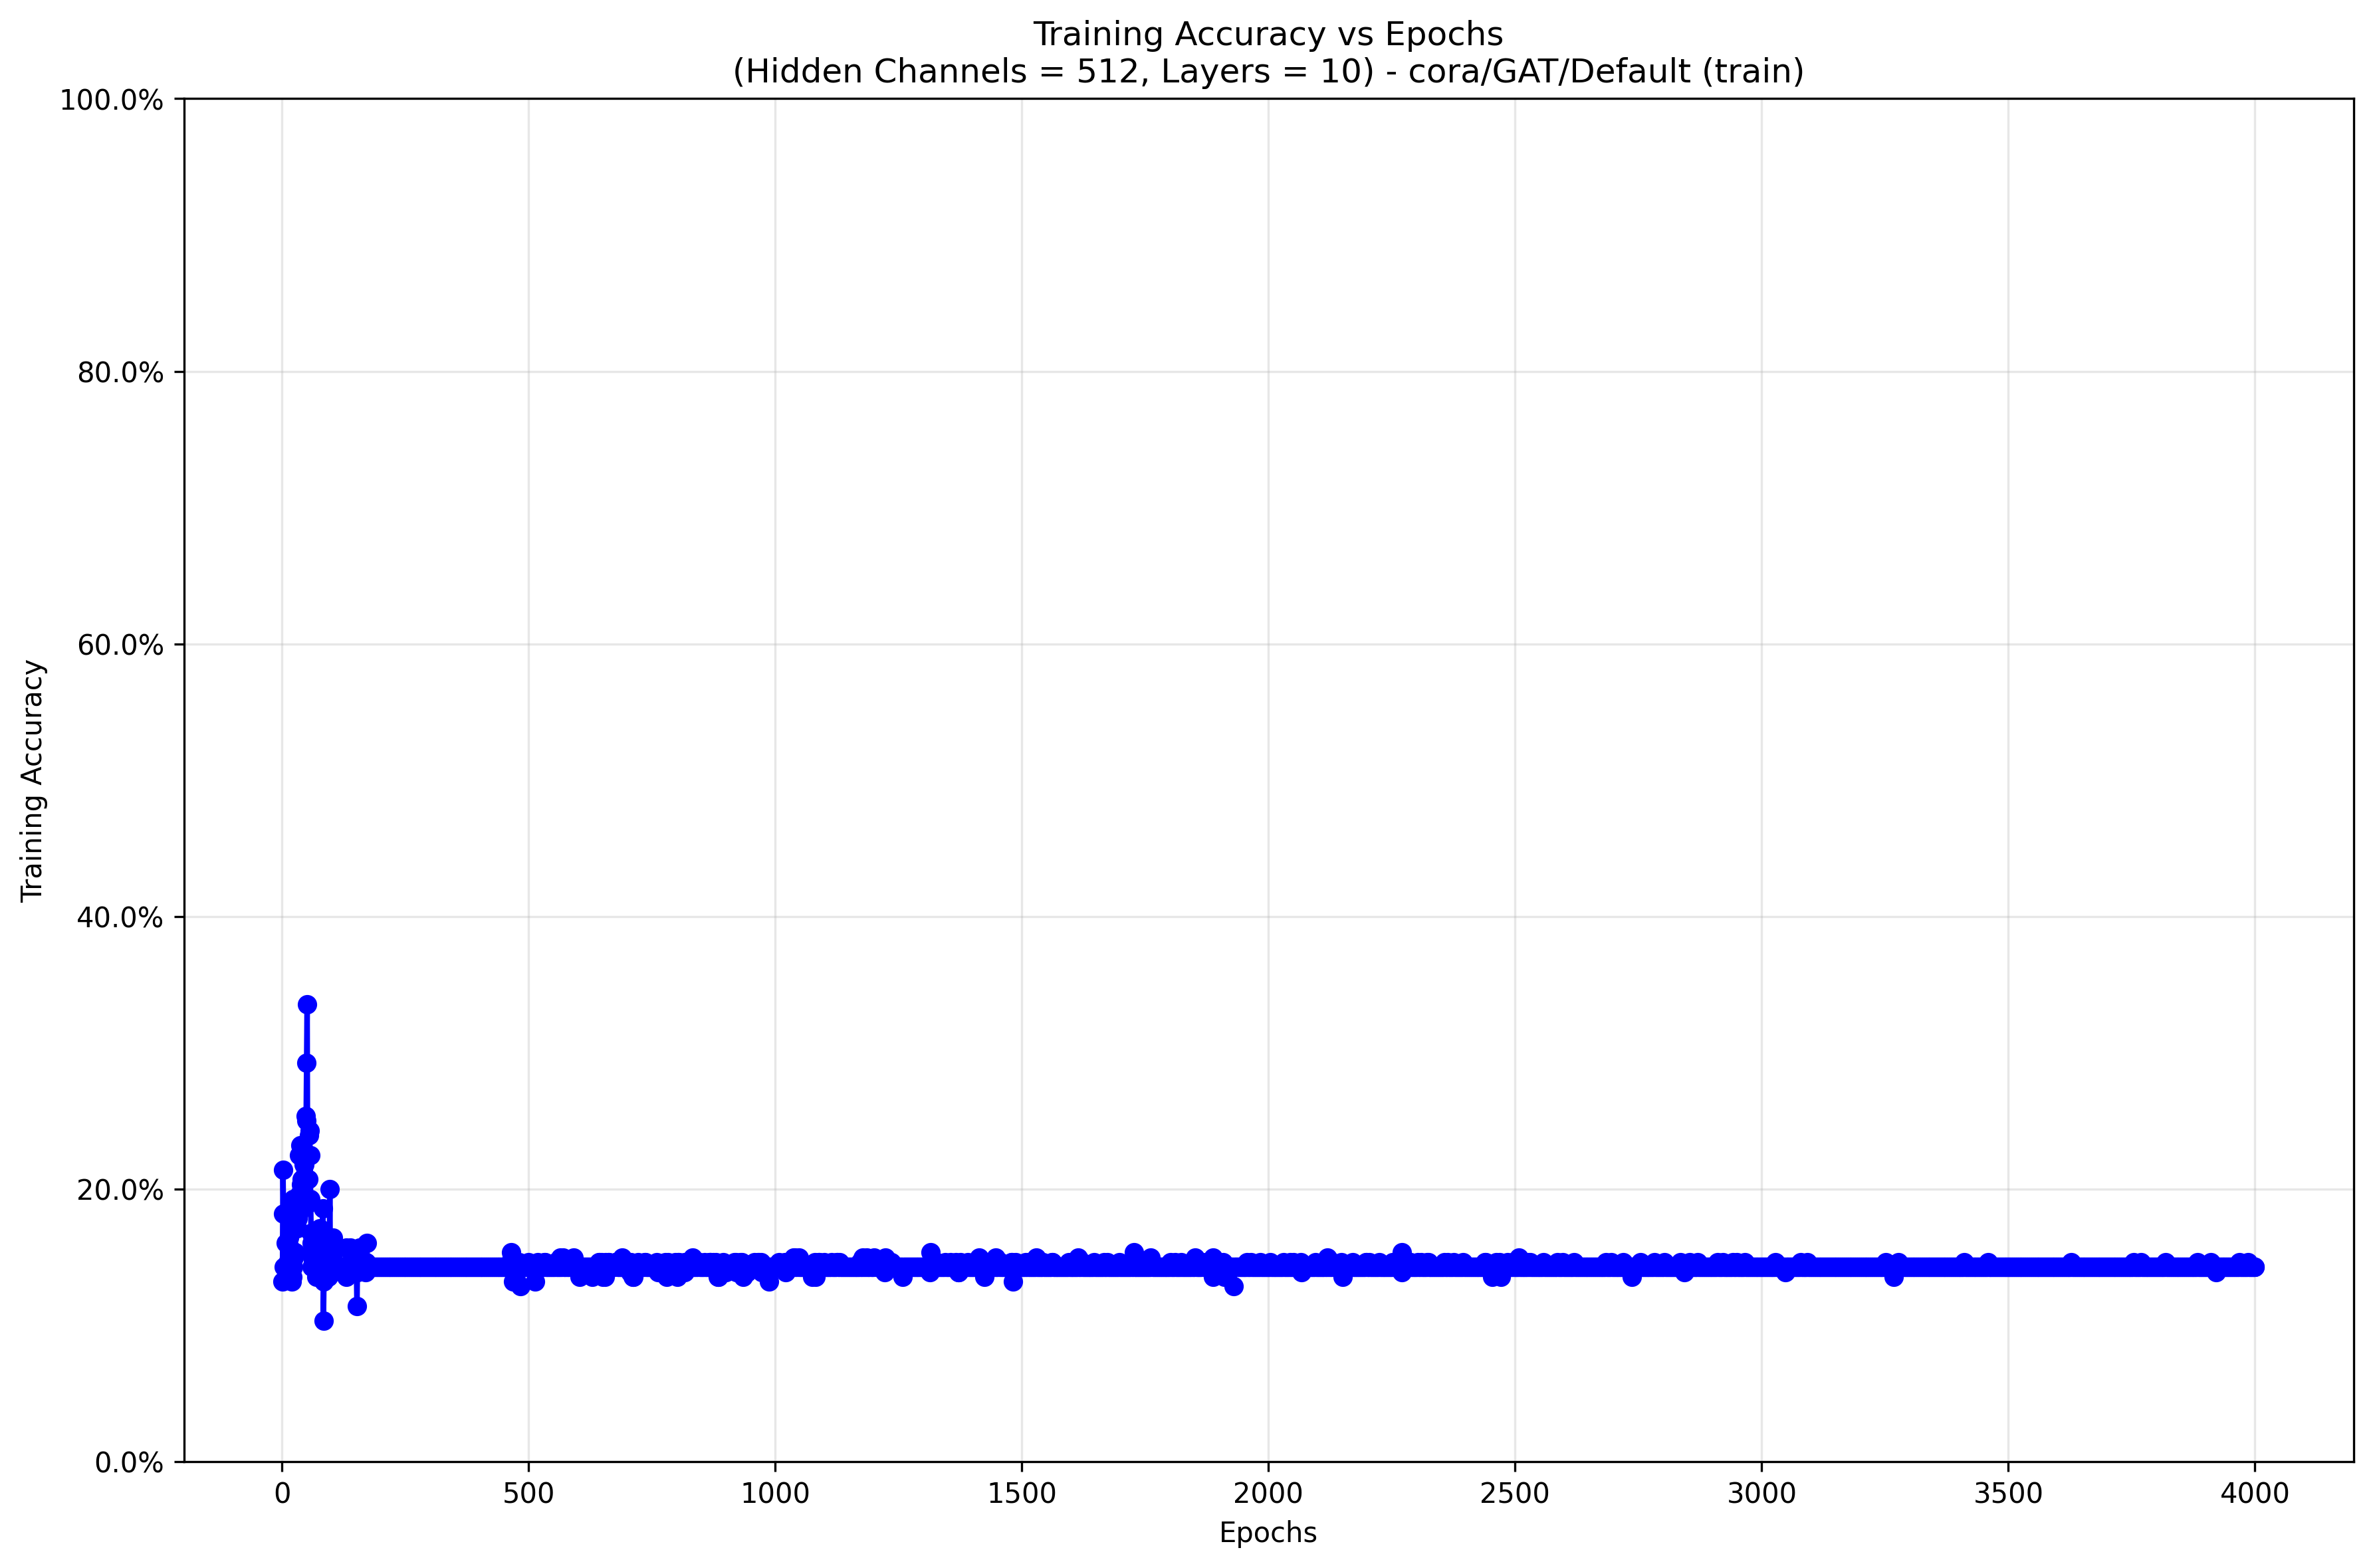 Training Accuracy vs Epochs
(Hidden Channels = 512, Layers = 10) - cora/GAT/Default (train)
100.0%
80.0%
60.0%
40.0%
20.0%
0.0%
Training Accuracy
0 500 1000 1500 2000 2500 3000 3500 4000
Epochs